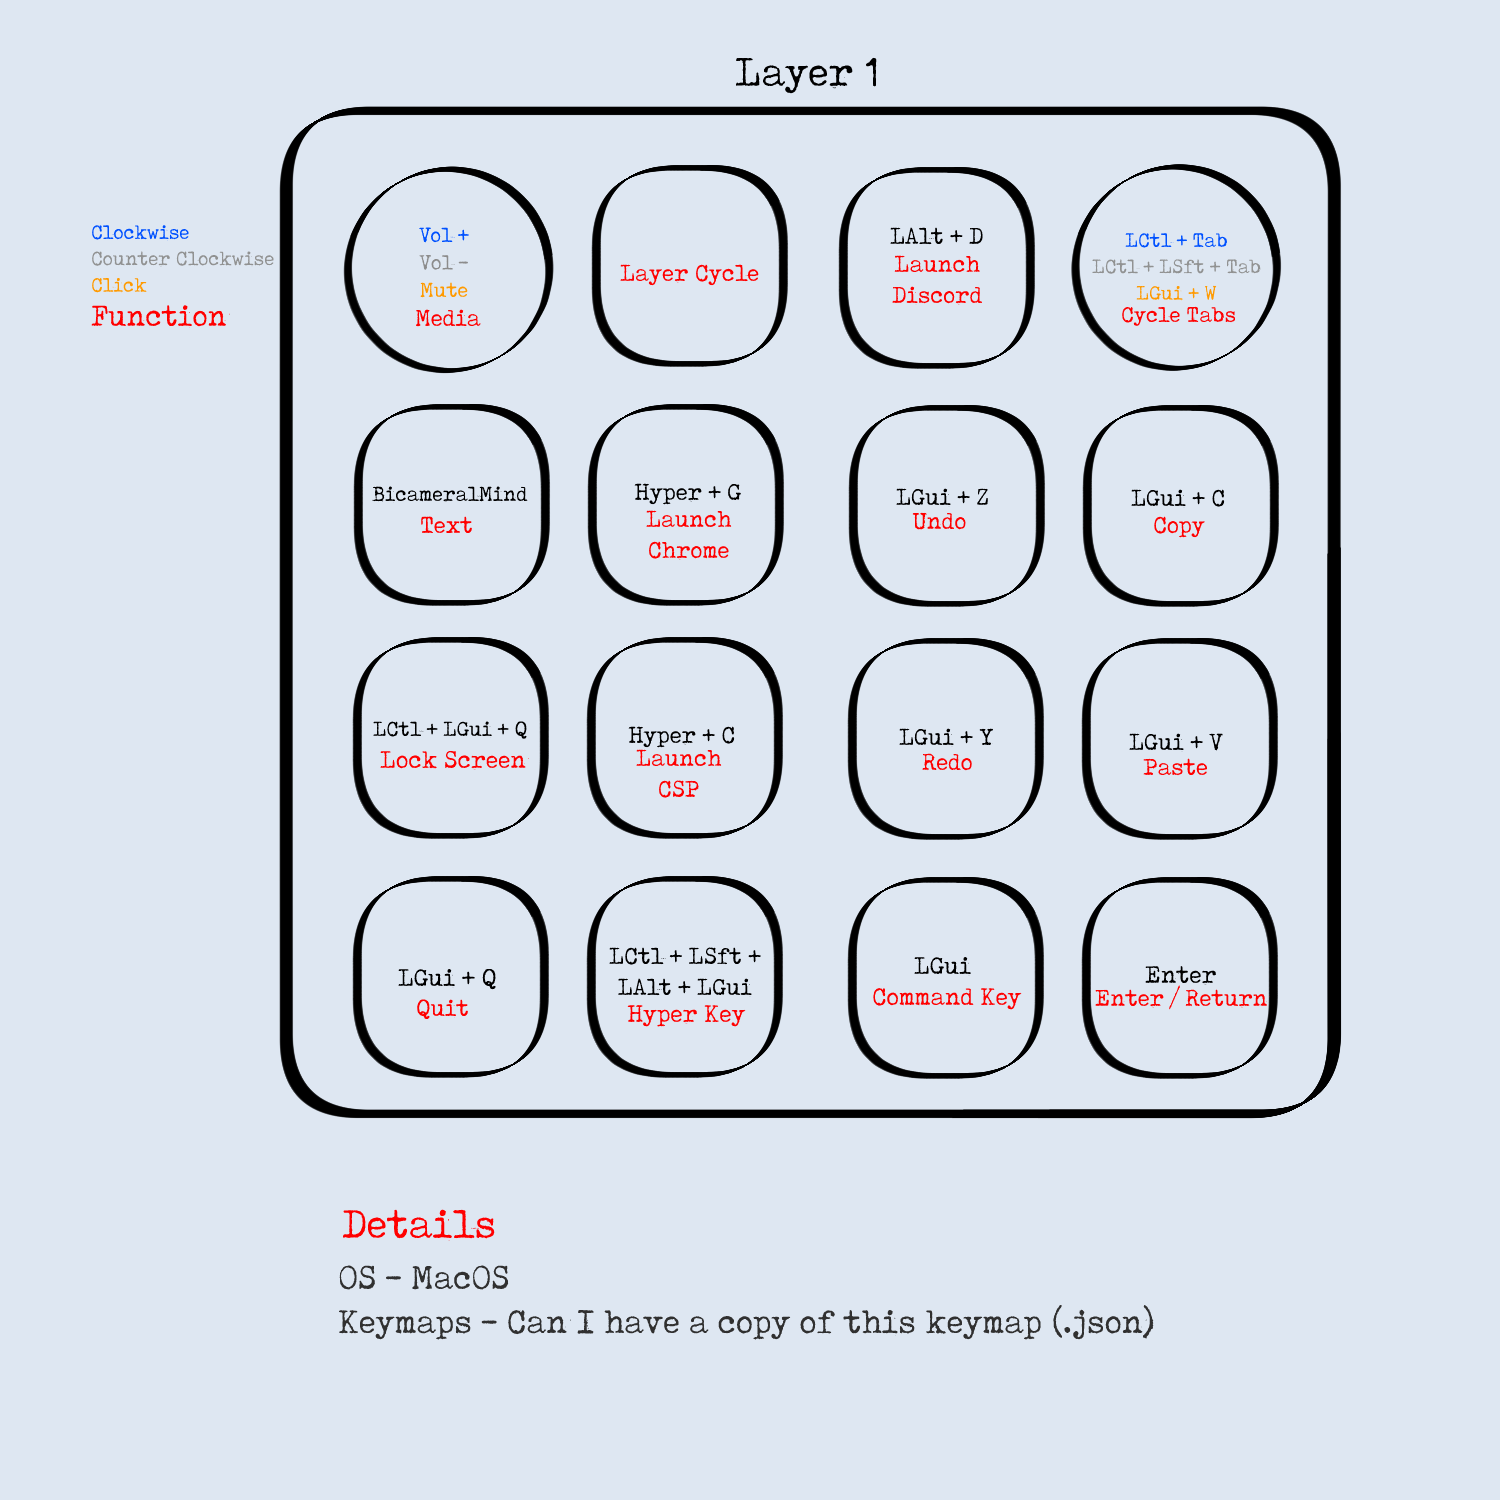 Layer 1
Clockwise
Counter Clockwise
Click
Function
Vol +
Vol -
Mute
Media
Layer Cycle
LAlt + D
Launch
Discord
LCtl + Tab
LCtl + LSft + Tab
LGui + W
Cycle Tabs
BicameralMind
Text
Hyper + G
Launch
Chrome
LGui + Z
Undo
LGui + C
Copy
LCtl + LGui + Q
Lock Screen
Hyper + C
Launch
CSP
LGui + Y
Redo
LGui + V
Paste
LGui + Q
Quit
LCtl + LSft +
LAlt + LGui
Hyper Key
LGui
Command Key
Enter
Enter / Return
Details
OS - MacOS
Keymaps - Can I have a copy of this keymap (.json)